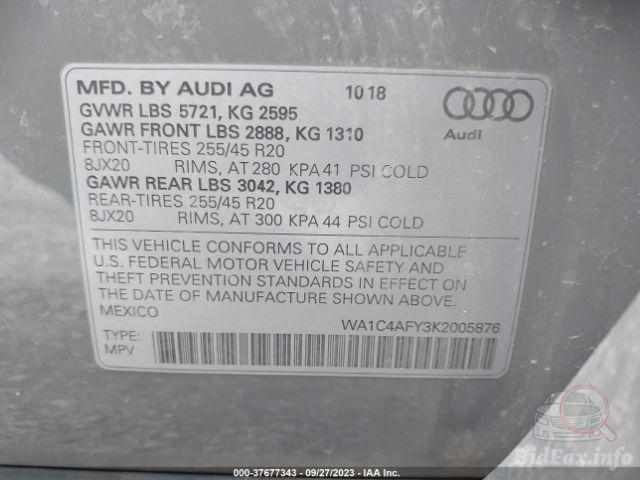 MFD. BY AUDI AG 1018
GVWR LBS 5721, KG 2595
GAWR FRONT LBS 2888, KG 1310
FRONT-TIRES 255/45 R20
8JX20 RIMS, AT 280 KPA 41 PSI COLD
GAWR REAR LBS 3042, KG 1380
REAR-TIRES 255/45 R20
8JX20 RIMS, AT 300 KPA 44 PSI COLD
Audi
THIS VEHICLE CONFORMS TO ALL APPLICABLE
U.S. FEDERAL MOTOR VEHICLE SAFETY AND
THEFT PREVENTION STANDARDS IN EFFECT ON
THE DATE OF MANUFACTURE SHOWN ABOVE.
MEXICO
WA1C4AFY3K2005876
TYPE:
MPV
BidFax.info
000-37677343 - 09/27/2023 - IAA Inc.